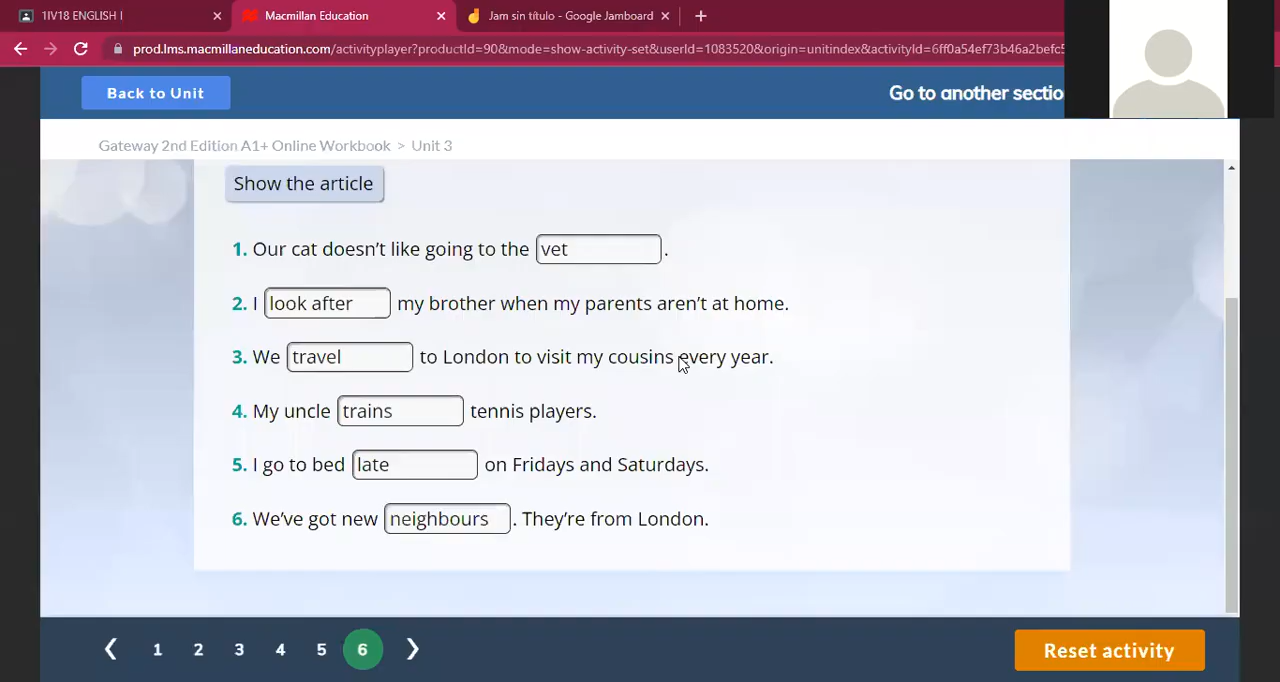 1IV18 ENGLISH I
Macmillan Education
Jam sin título - Google Jamboard
prod.lms.macmillaneducation.com/activityplayer?productId=90&mode=show-activity-set&userId=1083520&origin=unitindex&activityId=6ff0a54ef73b46a2befc5
Back to Unit
Go to another sectio
Gateway 2nd Edition A1+ Online Workbook > Unit 3
Show the article
1. Our cat doesn't like going to the vet .
2. I look after my brother when my parents aren't at home.
3. We travel to London to visit my cousins every year.
4. My uncle trains tennis players.
5. I go to bed late on Fridays and Saturdays.
6. We've got new neighbours . They're from London.
1 2 3 4 5 6
Reset activity